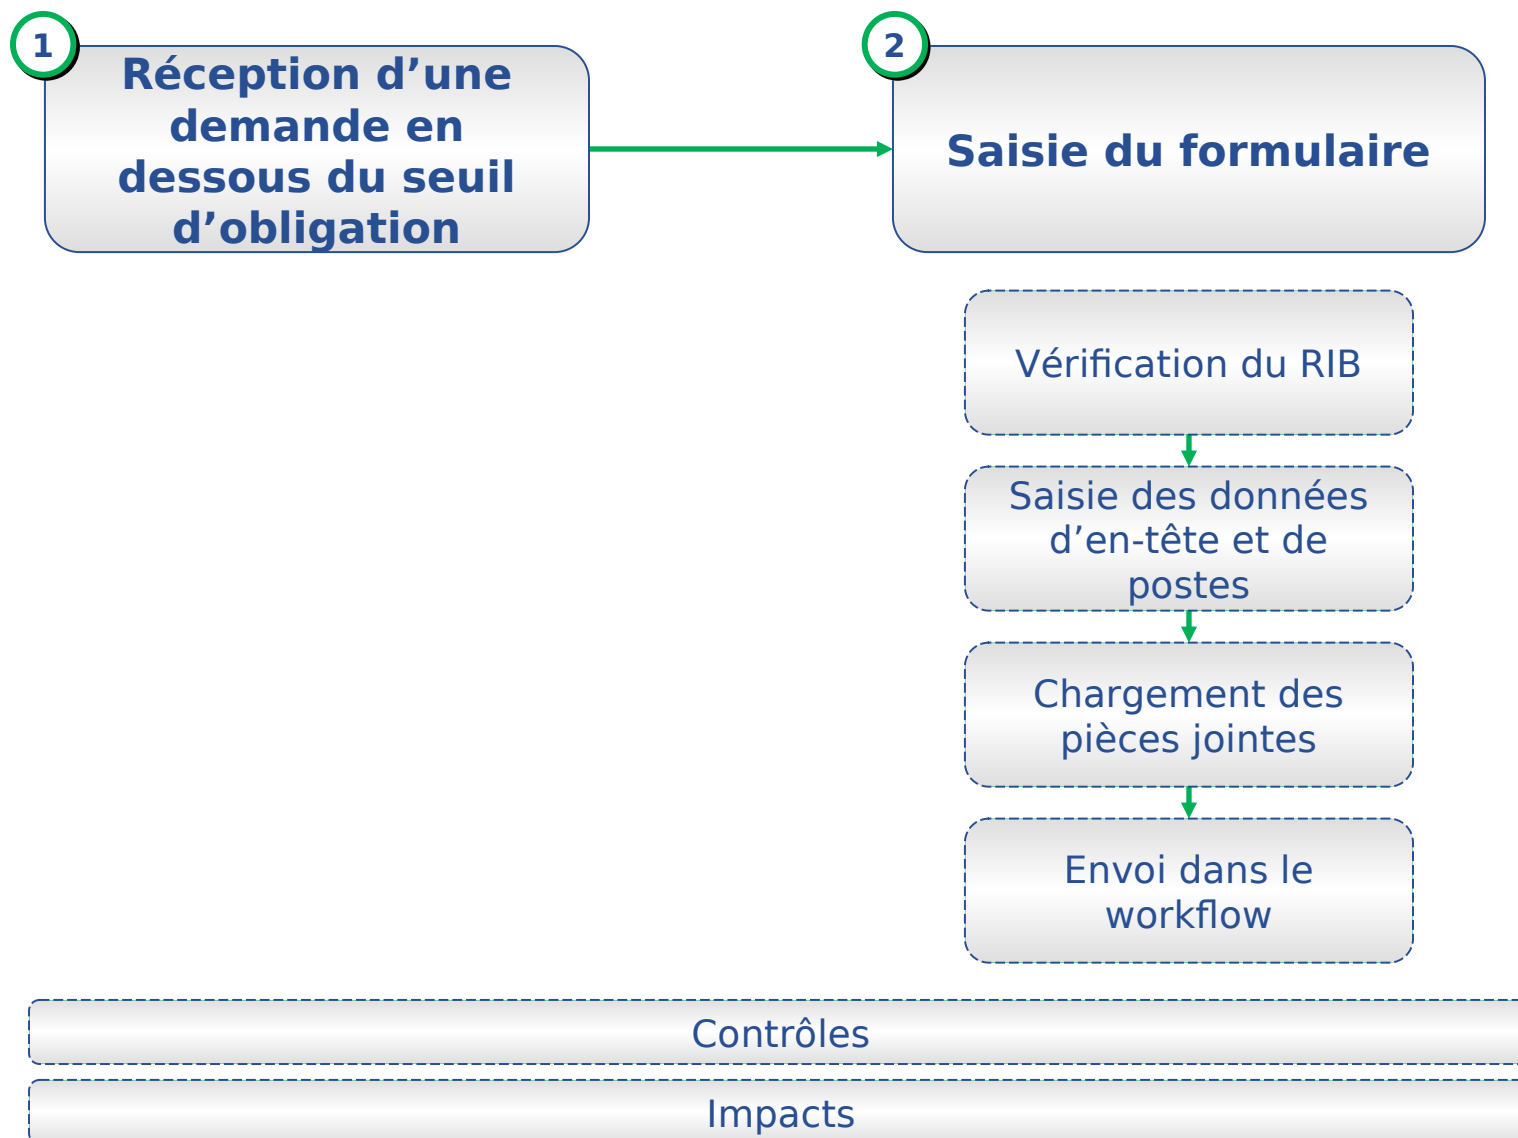 1
Réception d’une
demande en
dessous du seuil
d’obligation
2
Saisie du formulaire
Vérification du RIB
Saisie des données
d’en-tête et de
postes
Chargement des
pièces jointes
Envoi dans le
workflow
Contrôles
Impacts